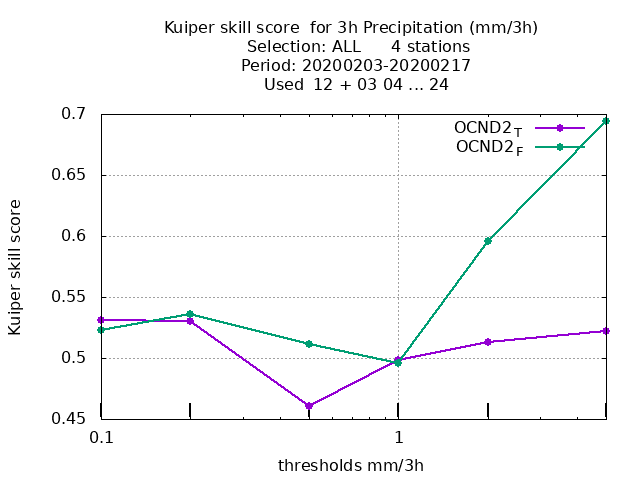 Kuiper skill score  for 3h Precipitation (mm/3h)
Selection: ALL      4 stations
Period: 20200203-20200217
Used  12 + 03 04 ... 24
0.7
0.65
0.6
0.55
0.5
0.45
Kuiper skill score
OCND2T
OCND2F
0.1
1
thresholds mm/3h